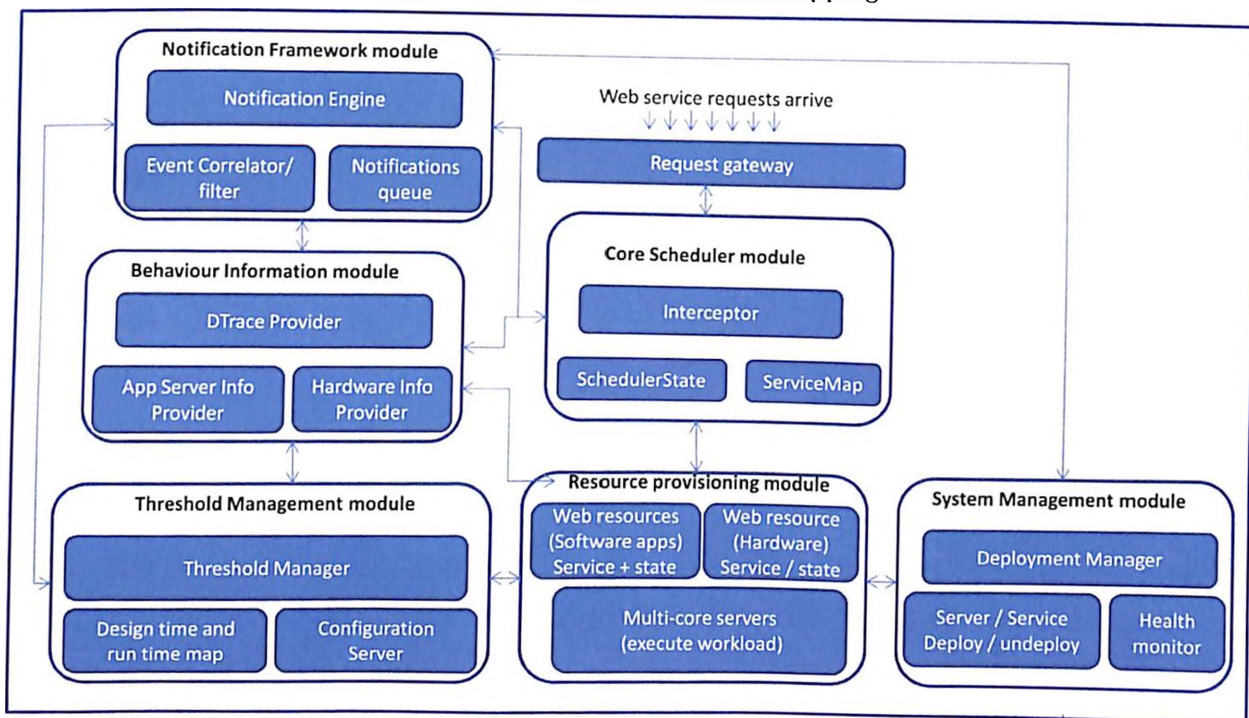 pping
Notification Framework module
Notification Engine
Event Correlator/
filter
Notifications
queue
Web service requests arrive
Request gateway
Behaviour Information module
DTrace Provider
App Server Info
Provider
Hardware Info
Provider
Core Scheduler module
Interceptor
SchedulerState
ServiceMap
Threshold Management module
Threshold Manager
Design time and
run time map
Configuration
Server
Resource provisioning module
Web resources
(Software apps)
Service + state
Web resource
(Hardware)
Service / state
Multi-core servers
(execute workload)
System Management module
Deployment Manager
Server / Service
Deploy / undeploy
Health
monitor